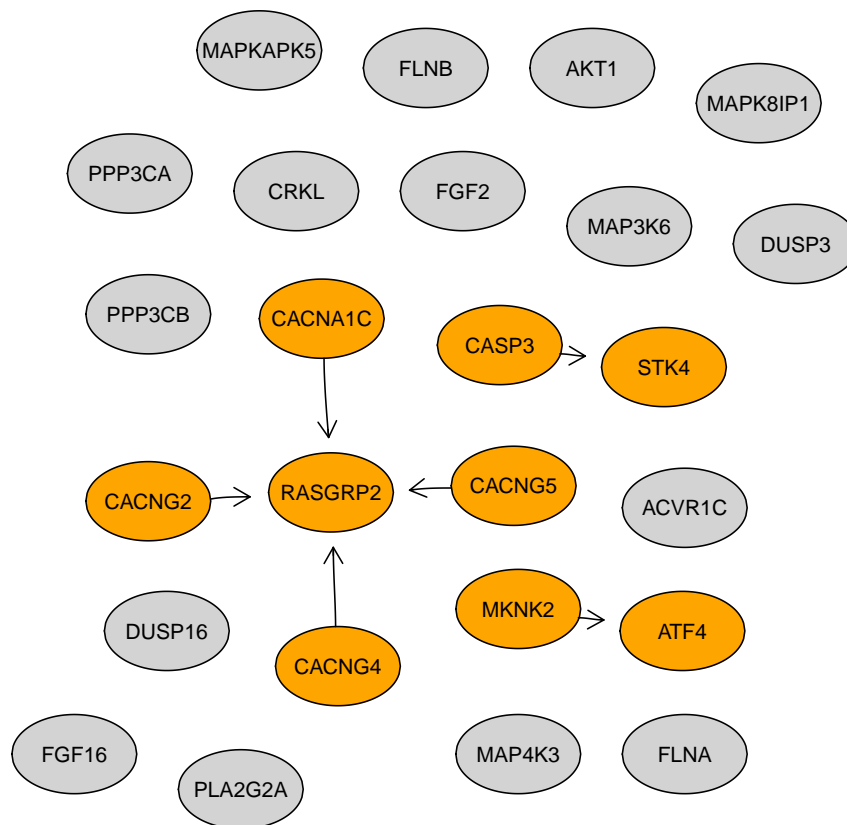 MAPKAPK5
FLNB
AKT1
MAPK8IP1
PPP3CA
CRKL
FGF2
MAP3K6
DUSP3
PPP3CB
CACNA1C
CASP3
STK4
CACNG2
RASGRP2
CACNG5
ACVR1C
DUSP16
CACNG4
MKNK2
ATF4
FGF16
PLA2G2A
MAP4K3
FLNA